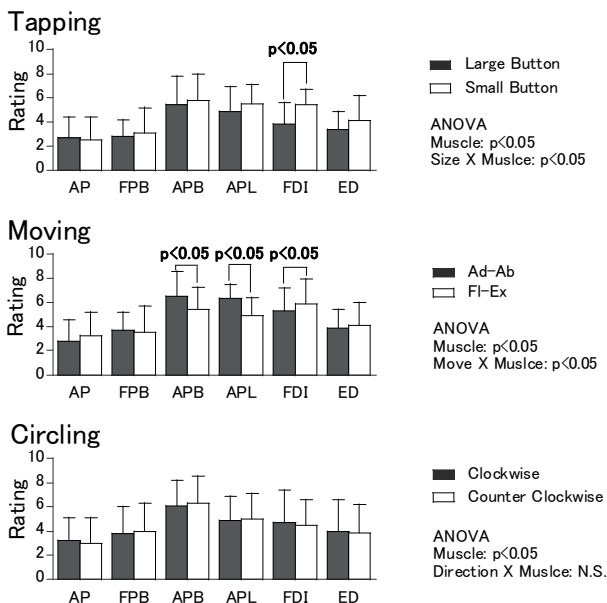 Tapping
10
8
6
4
2
0
Rating
p<0.05
AP FPB APB APL FDI ED
Large Button
Small Button
ANOVA
Muscle: p<0.05
Size X Muslce: p<0.05
Moving
10
8
6
4
2
0
Rating
p<0.05 p<0.05 p<0.05
AP FPB APB APL FDI ED
Ad-Ab
Fl-Ex
ANOVA
Muscle: p<0.05
Move X Muslce: p<0.05
Circling
10
8
6
4
2
0
Rating
AP FPB APB APL FDI ED
Clockwise
Counter Clockwise
ANOVA
Muscle: p<0.05
Direction X Muslce: N.S.